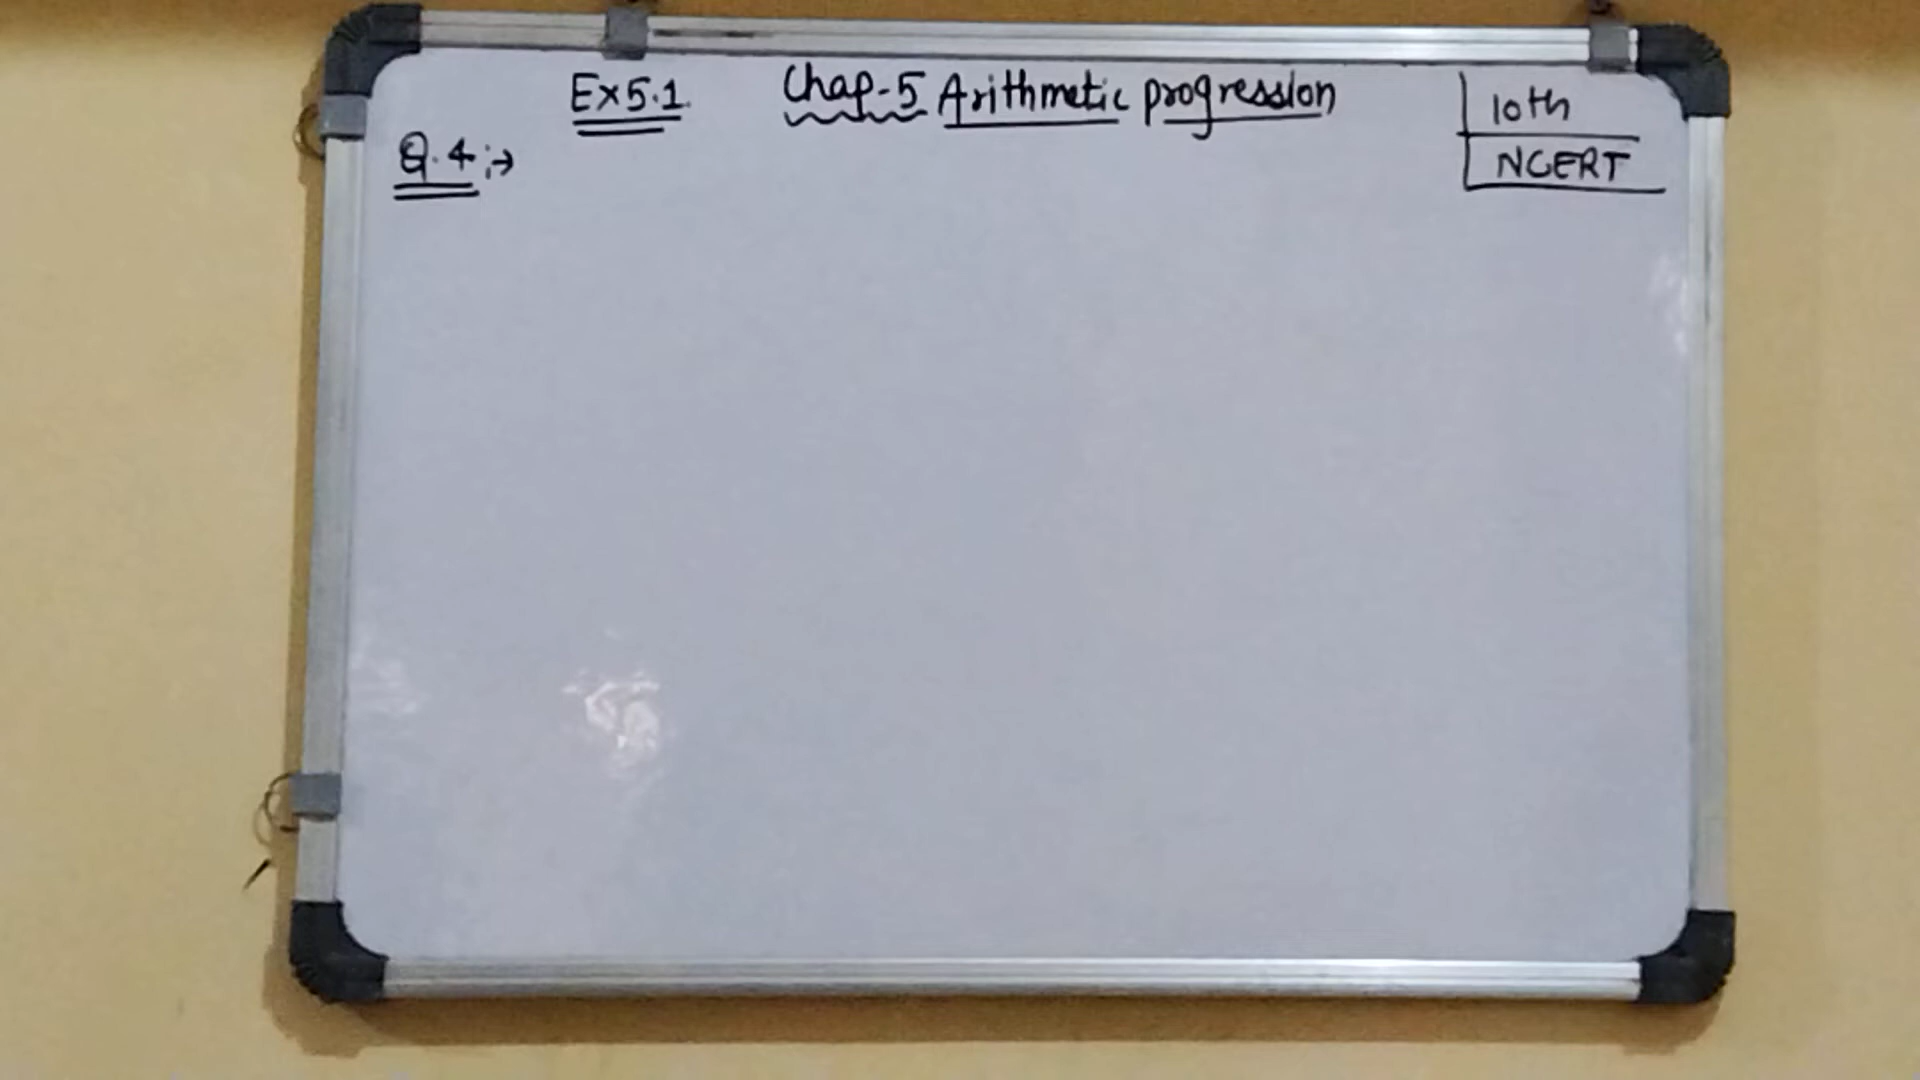 Ex 5.1. Chap-5 Arithmetic progression
10th
NCERT
Q.4 :→